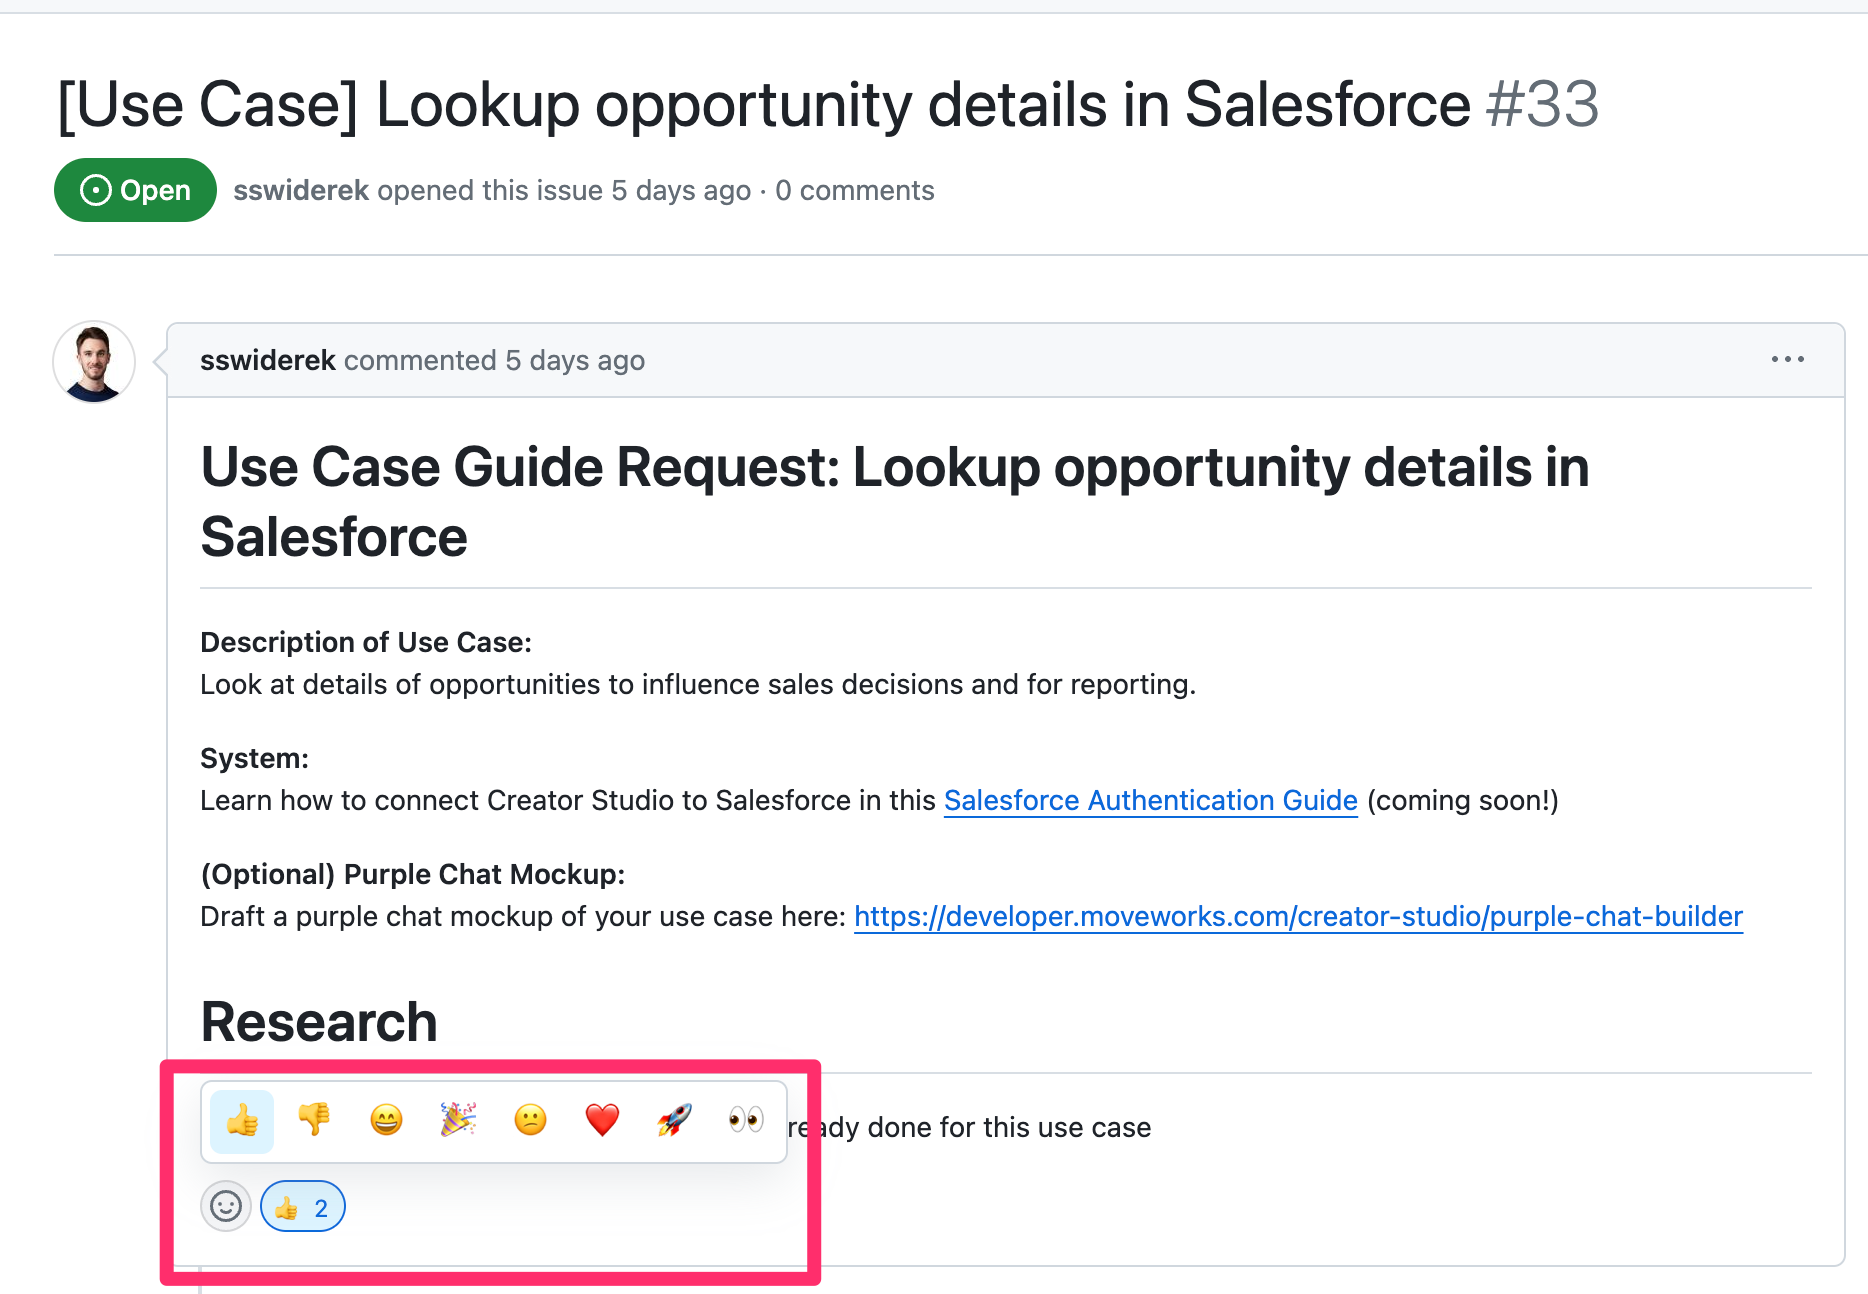 [Use Case] Lookup opportunity details in Salesforce #33
Open
sswiderek opened this issue 5 days ago · 0 comments
sswiderek commented 5 days ago
Use Case Guide Request: Lookup opportunity details in
Salesforce
Description of Use Case:
Look at details of opportunities to influence sales decisions and for reporting.
System:
Learn how to connect Creator Studio to Salesforce in this Salesforce Authentication Guide (coming soon!)
(Optional) Purple Chat Mockup:
Draft a purple chat mockup of your use case here: https://developer.moveworks.com/creator-studio/purple-chat-builder
Research
ready done for this use case
2